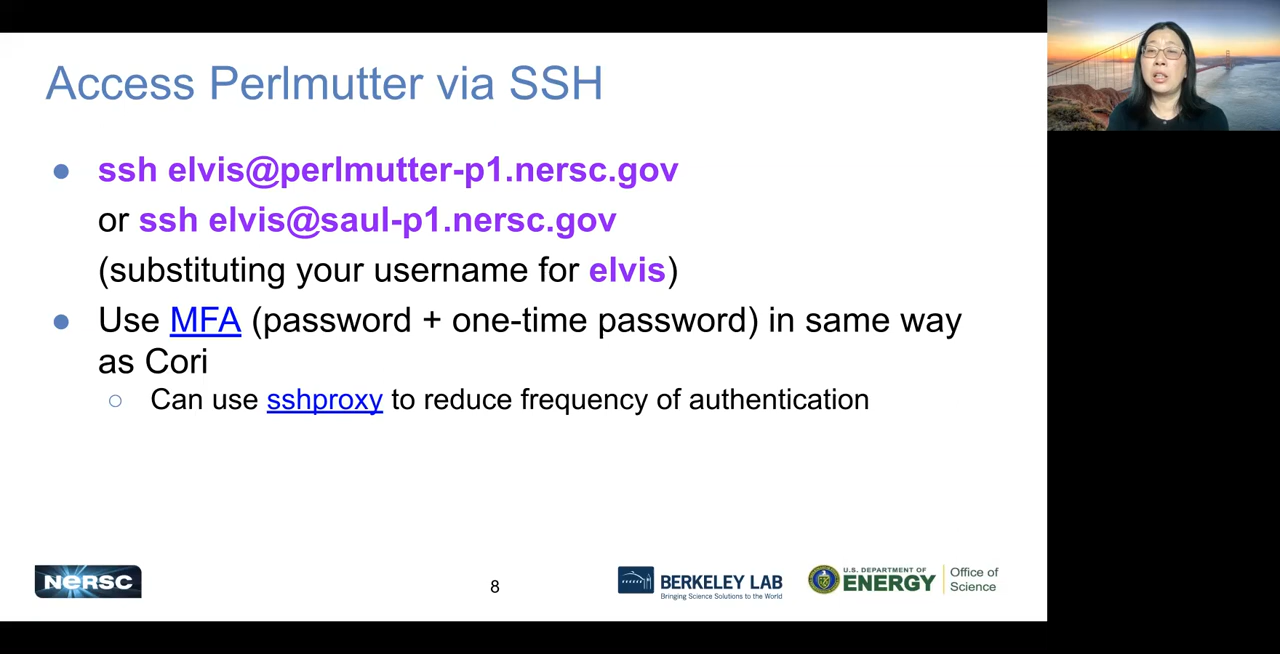 Access Perlmutter via SSH
● ssh elvis@perlmutter-p1.nersc.gov
or ssh elvis@saul-p1.nersc.gov
(substituting your username for elvis)
● Use MFA (password + one-time password) in same way
as Cori
○ Can use sshproxy to reduce frequency of authentication
NERSC
8
BERKELEY LAB
Bringing Science Solutions to the World
U.S. DEPARTMENT OF
ENERGY
Office of
Science